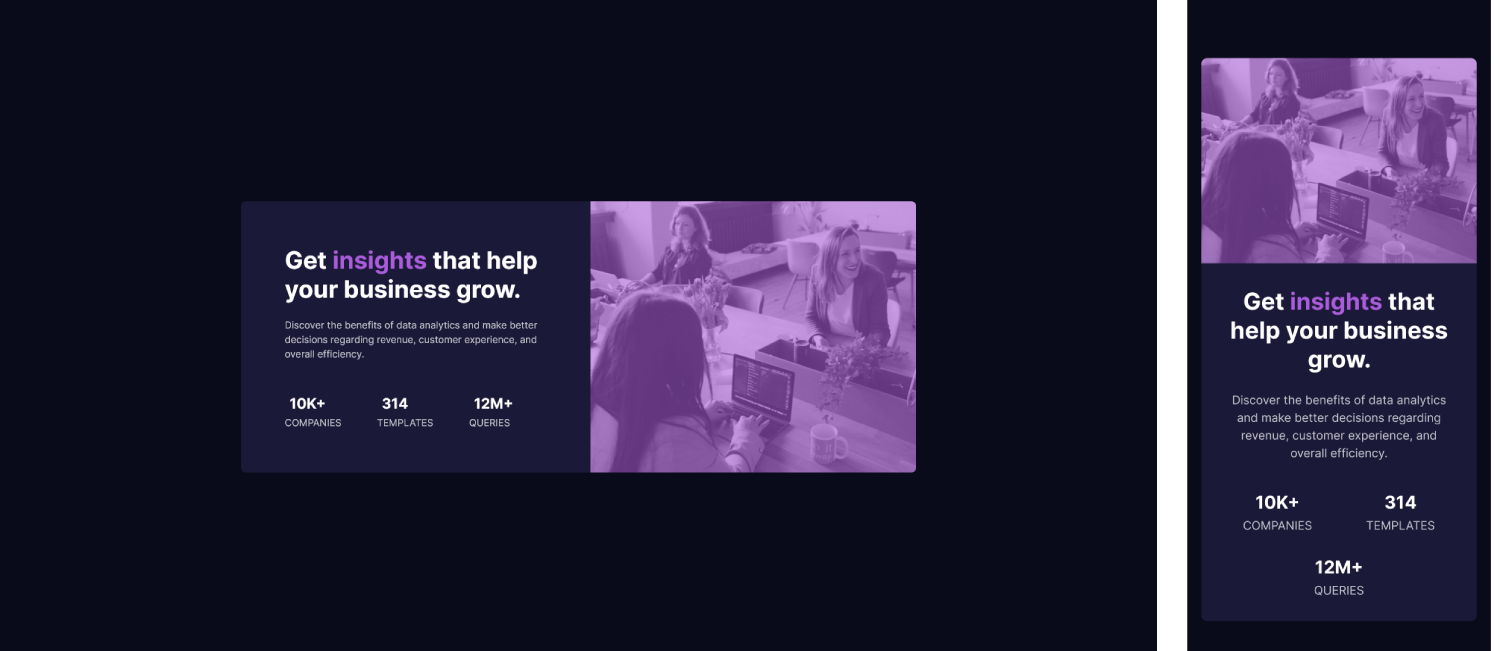 Get insights that help
your business grow.
Discover the benefits of data analytics and make better
decisions regarding revenue, customer experience, and
overall efficiency.
10K+ 314 12M+
COMPANIES TEMPLATES QUERIES
Get insights that
help your business
grow.
Discover the benefits of data analytics
and make better decisions regarding
revenue, customer experience, and
overall efficiency.
10K+ 314
COMPANIES TEMPLATES
12M+
QUERIES